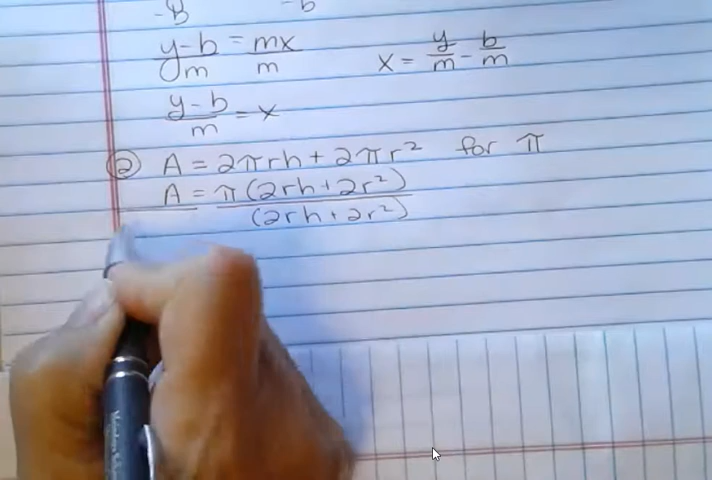 -b -b
y-b = mx
m m
x = y/m - b/m
y-b/m = x
② A = 2πrh + 2πr² for π
A = π(2rh + 2r²)
(2rh + 2r²)